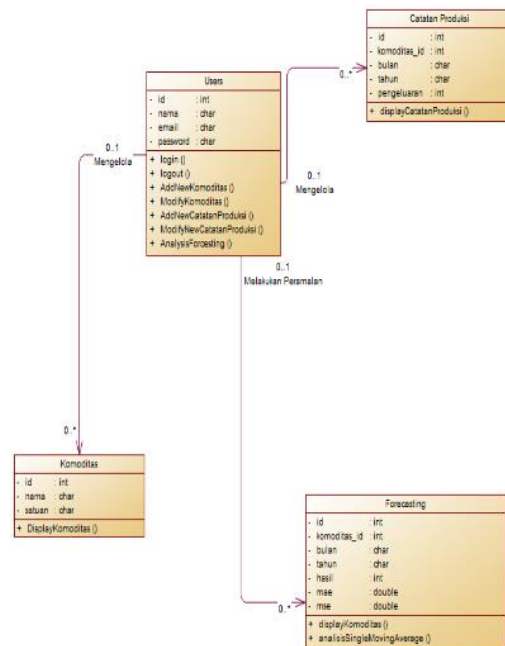 Catatan Produksi
- id : int
- komoditas_id : int
- bulan : char
- tahun : char
- pengeluaran : int
+ displayCatatanProduksi ()
0..*
Users
- id : int
- nama : char
- email : char
- password : char
+ login ()
+ logout ()
+ AddNewKomoditas ()
+ ModifyKomoditas ()
+ AddNewCatatanProduksi ()
+ ModifyNewCatatanProduksi ()
+ AnalysisForcesting ()
0..1
Mengelola
0..1
Mengelola
0..1
Melakukan Peramalan
0..*
Komoditas
- id : int
- nama : char
- satuan : char
+ DisplayKomoditas ()
Forecasting
- id : int
- komoditas_id : int
- bulan : char
- tahun : char
- hasil : int
- mae : double
- mse : double
+ displayKomoditas ()
+ analisisSingleMovingAverage ()
0..*